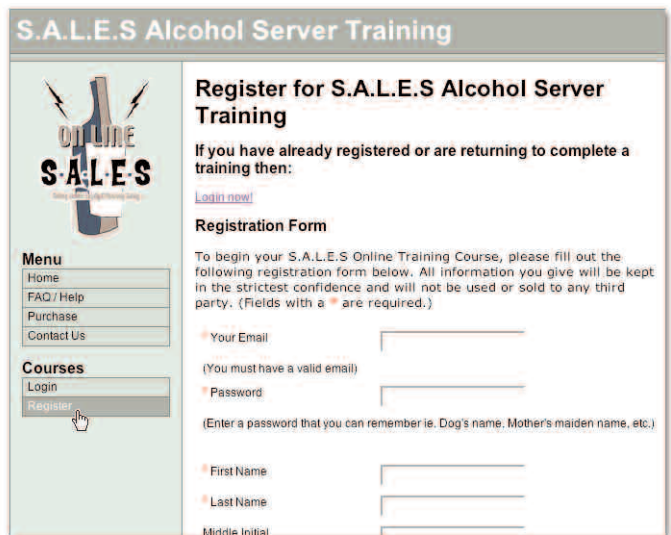 S.A.L.E.S Alcohol Server Training
ON LINE
S·A·L·E·S
Menu
Home
FAQ / Help
Purchase
Contact Us
Courses
Login
Register
Register for S.A.L.E.S Alcohol Server
Training
If you have already registered or are returning to complete a
training then:
Login now!
Registration Form
To begin your S.A.L.E.S Online Training Course, please fill out the
following registration form below. All information you give will be kept
in the strictest confidence and will not be used or sold to any third
party. (Fields with a * are required.)
* Your Email
(You must have a valid email)
* Password
(Enter a password that you can remember ie. Dog's name, Mother's maiden name, etc.)
* First Name
* Last Name
Middle Initial